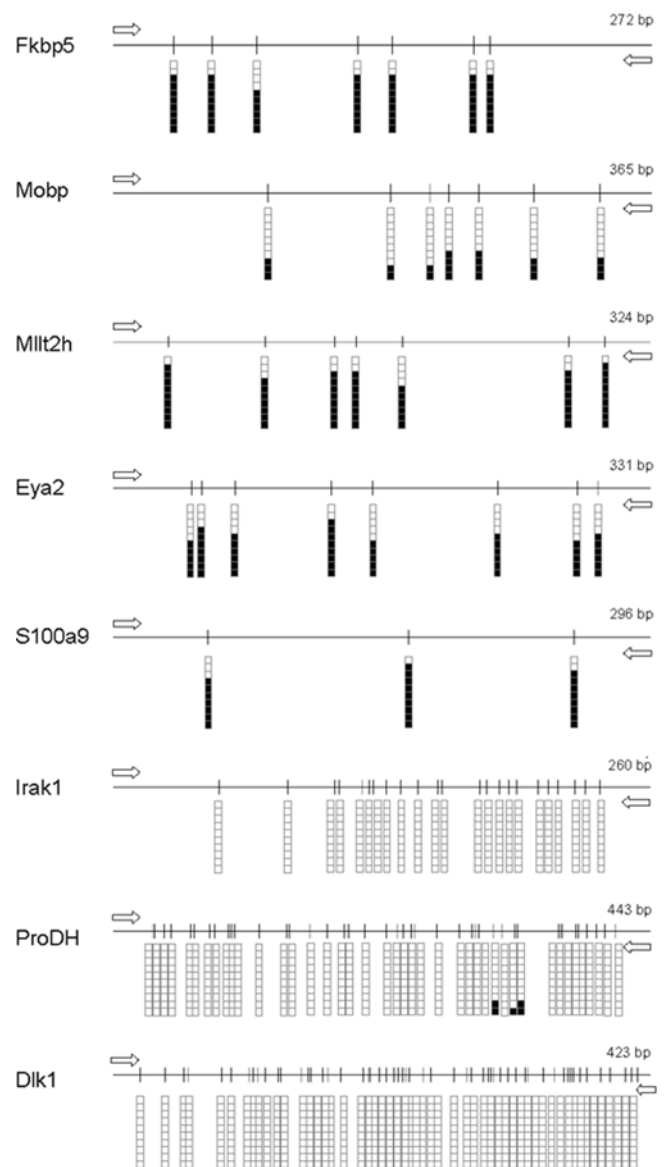 272 bp
Fkbp5
365 bp
Mobp
324 bp
Mllt2h
331 bp
Eya2
296 bp
S100a9
260 bp
Irak1
443 bp
ProDH
423 bp
Dlk1